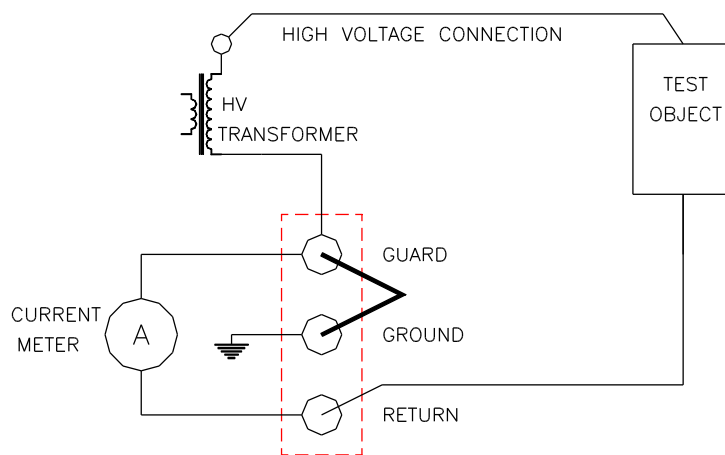 HIGH VOLTAGE CONNECTION
TEST
OBJECT
HV
TRANSFORMER
GUARD
CURRENT
METER
A
GROUND
RETURN